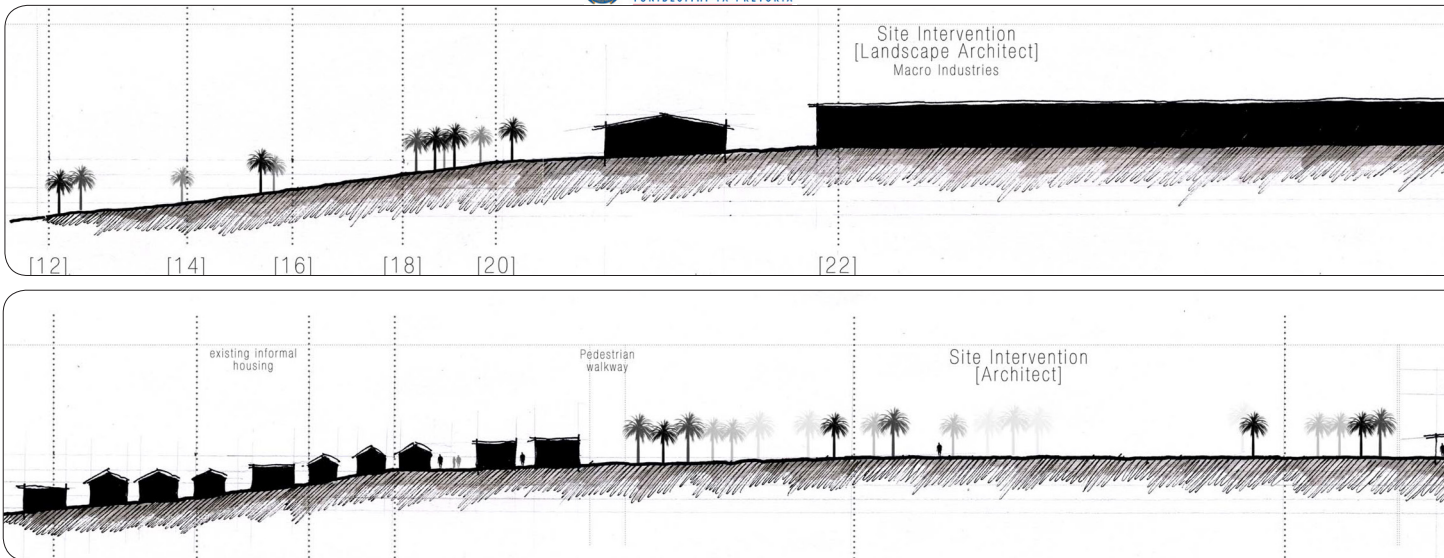 Site Intervention
[Landscape Architect]
Macro Industries
[12]
[14]
[16]
[18]
[20]
[22]
existing informal
housing
Pedestrian
walkway
Site Intervention
[Architect]